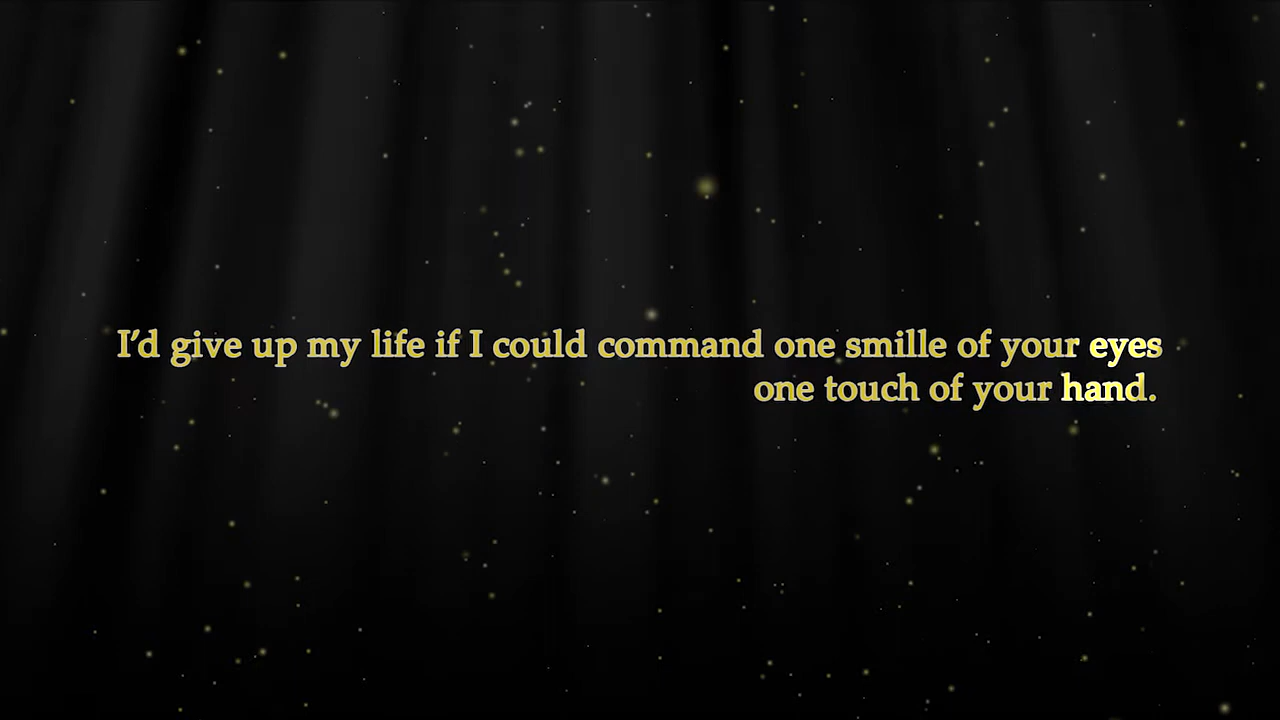 I’d give up my life if I could command one smille of your eyes
one touch of your hand.